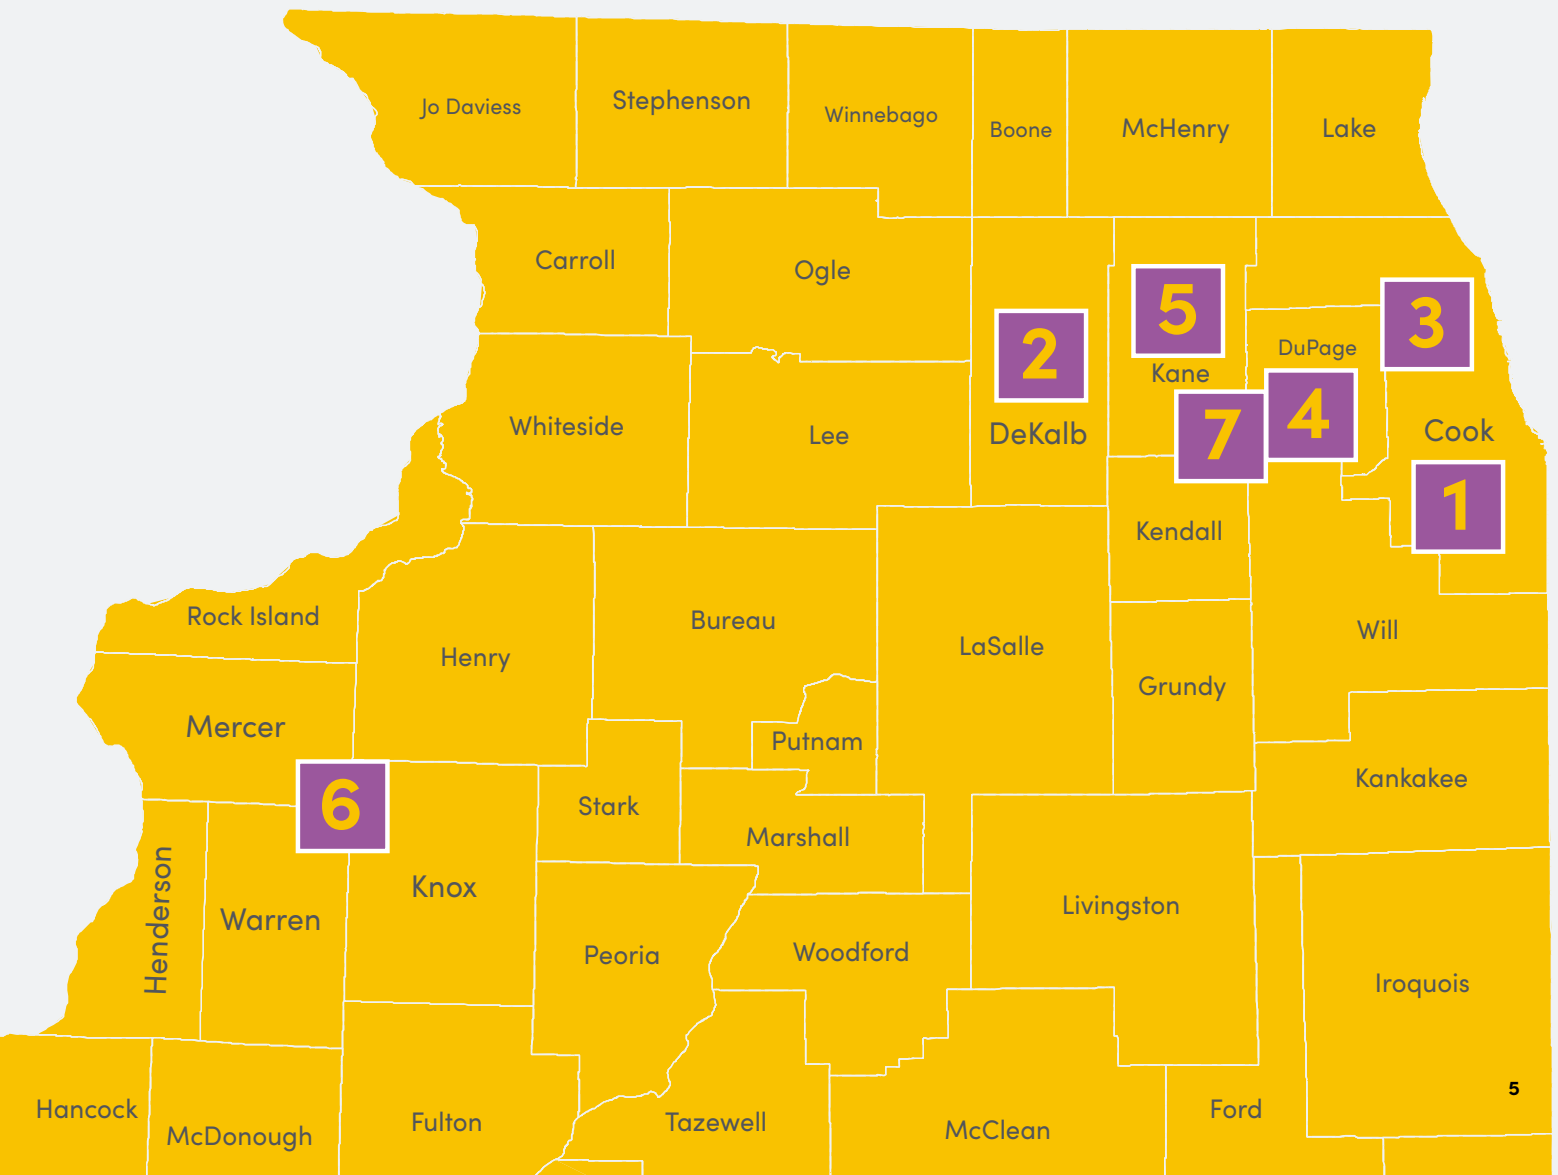 Jo Daviess
Stephenson
Winnebago
Boone
McHenry
Lake
Carroll
Ogle
2
5
Kane
DuPage
3
Whiteside
Lee
DeKalb
7
4
Cook
1
Kendall
Rock Island
Henry
Bureau
LaSalle
Will
Grundy
Mercer
Putnam
Kankakee
6
Stark
Marshall
Henderson
Warren
Knox
Peoria
Woodford
Livingston
Iroquois
5
Hancock
McDonough
Fulton
Tazewell
McClean
Ford